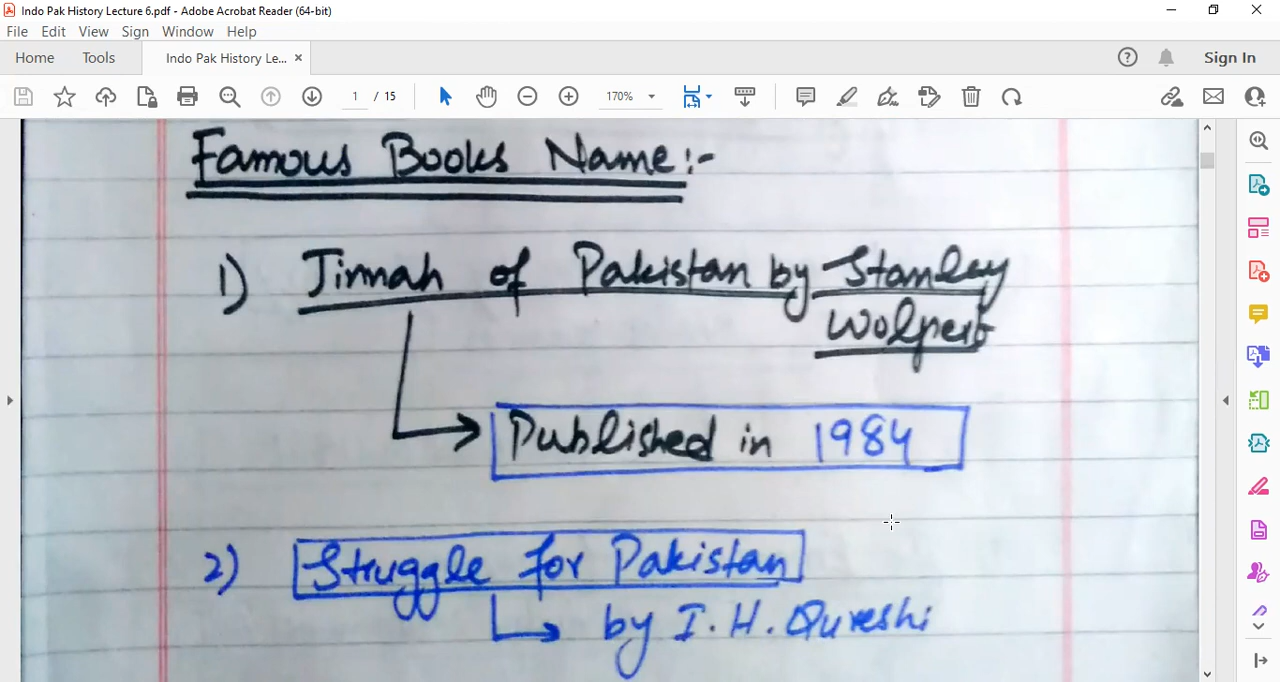 Indo Pak History Lecture 6.pdf - Adobe Acrobat Reader (64-bit)
File Edit View Sign Window Help
Home Tools Indo Pak History Le... × Sign In
1 / 15 170%
Famous Books Name:-
1) Jinnah of Pakistan by Stanley
Wolpert
Published in 1984
2) Struggle for Pakistan
by I. H. Qureshi